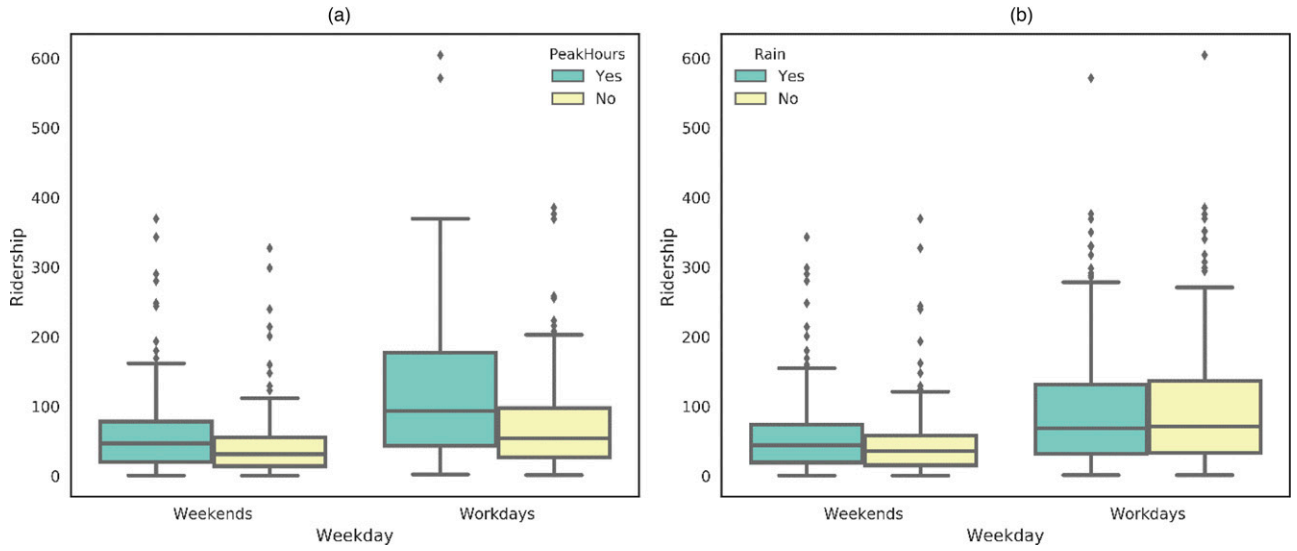 (a)
PeakHours
Yes
No
600
500
400
300
200
100
0
Ridership
Weekends
Workdays
Weekday
(b)
Rain
Yes
No
600
500
400
300
200
100
0
Ridership
Weekends
Workdays
Weekday